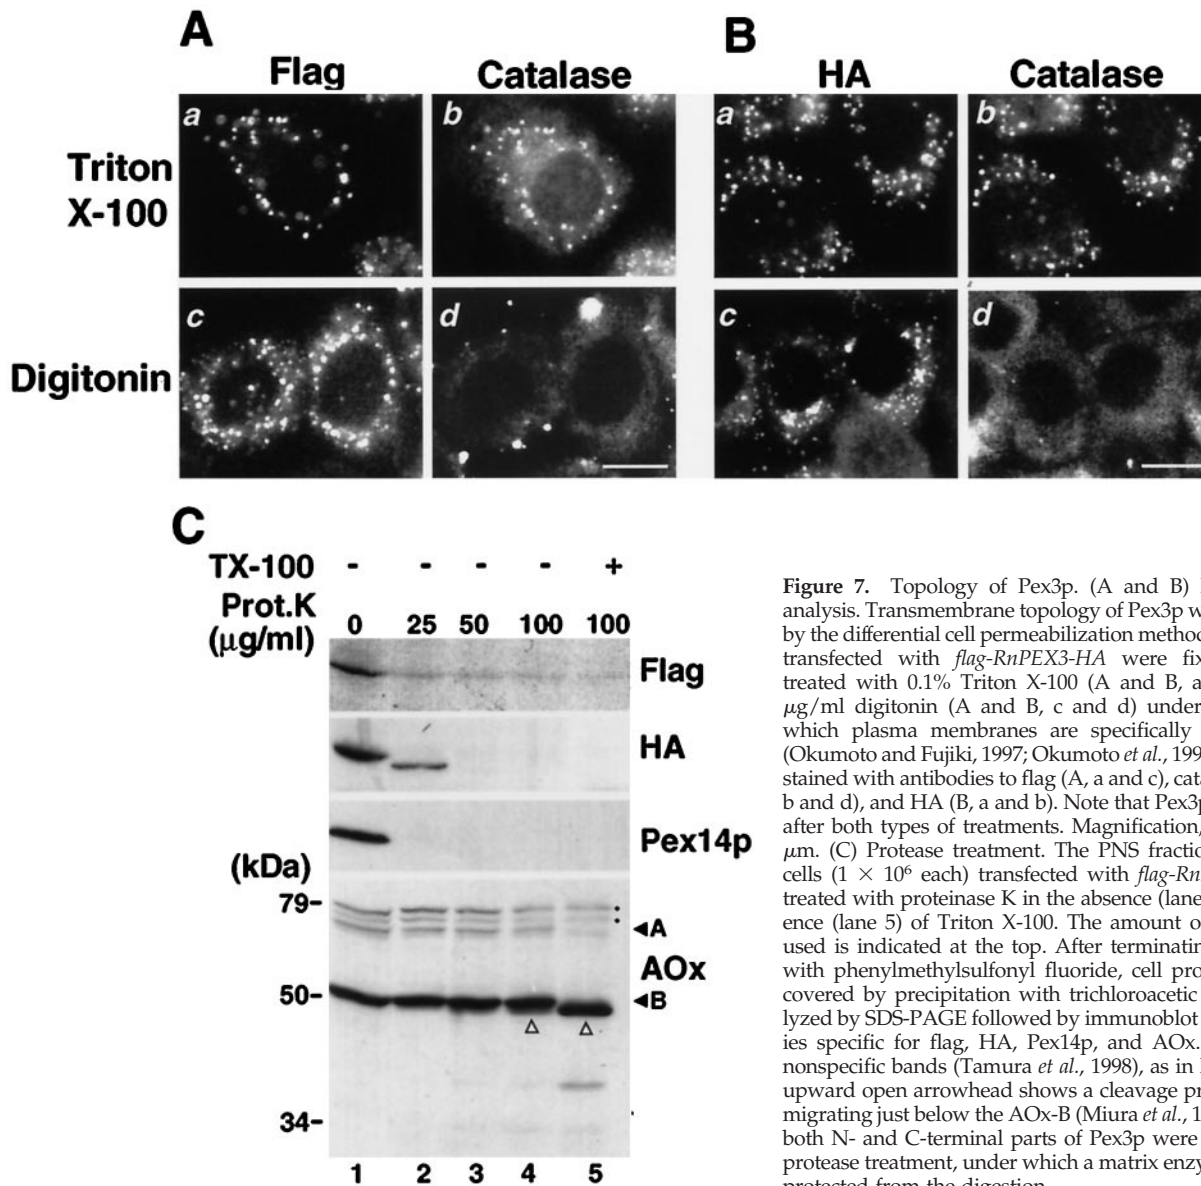 A
B
Flag
Catalase
HA
Catalase
a
b
a
b
Triton
X-100
c
d
c
d
Digitonin
C
TX-100 - - - - +
Prot.K
(μg/ml)
0 25 50 100 100
Flag
HA
Pex14p
(kDa)
79-
◄A
AOx
50-
◄B
34-
1 2 3 4 5
Figure 7. Topology of Pex3p. (A and B)
analysis. Transmembrane topology of Pex3p w
by the differential cell permeabilization method
transfected with flag-RnPEX3-HA were fix
treated with 0.1% Triton X-100 (A and B, a
μg/ml digitonin (A and B, c and d) under
which plasma membranes are specifically
(Okumoto and Fujiki, 1997; Okumoto et al., 199
stained with antibodies to flag (A, a and c), cata
b and d), and HA (B, a and b). Note that Pex3p
after both types of treatments. Magnification,
μm. (C) Protease treatment. The PNS fractio
cells (1 × 10⁶ each) transfected with flag-Rn
treated with proteinase K in the absence (lane
ence (lane 5) of Triton X-100. The amount o
used is indicated at the top. After terminatin
with phenylmethylsulfonyl fluoride, cell pro
covered by precipitation with trichloroacetic
lyzed by SDS-PAGE followed by immunoblot
ies specific for flag, HA, Pex14p, and AOx.
nonspecific bands (Tamura et al., 1998), as in
upward open arrowhead shows a cleavage pr
migrating just below the AOx-B (Miura et al., 1
both N- and C-terminal parts of Pex3p were
protease treatment, under which a matrix enzy
protected from the digestion